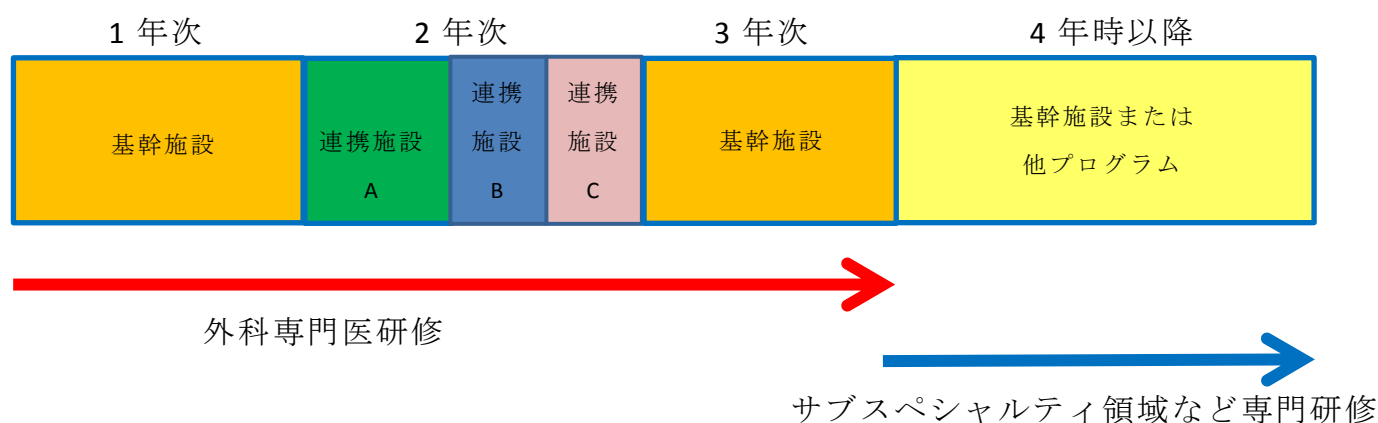 1 年次 2 年次 3 年次 4 年時以降
基幹施設
連携施設
A
連携
施設
B
連携
施設
C
基幹施設
基幹施設または
他プログラム
外科専門医研修
サブスペシャルティ領域など専門研修